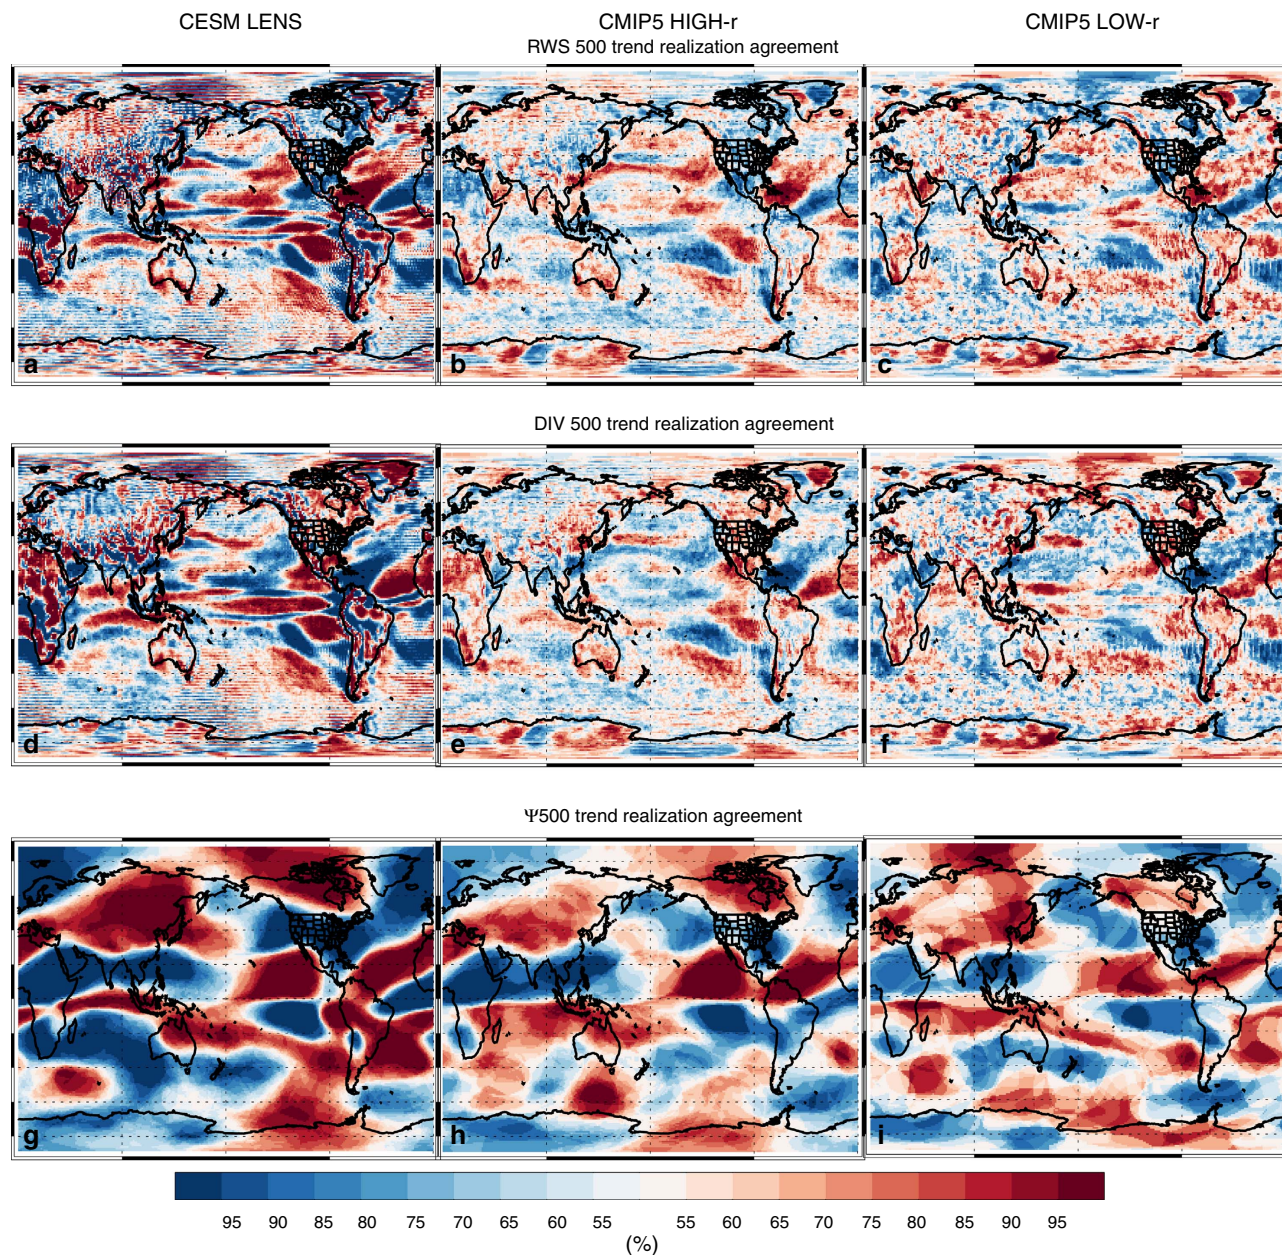 CESM LENS CMIP5 HIGH-r CMIP5 LOW-r
RWS 500 trend realization agreement
a b c
DIV 500 trend realization agreement
d e f
Ψ500 trend realization agreement
g h i
95 90 85 80 75 70 65 60 55 55 60 65 70 75 80 85 90 95
(%)